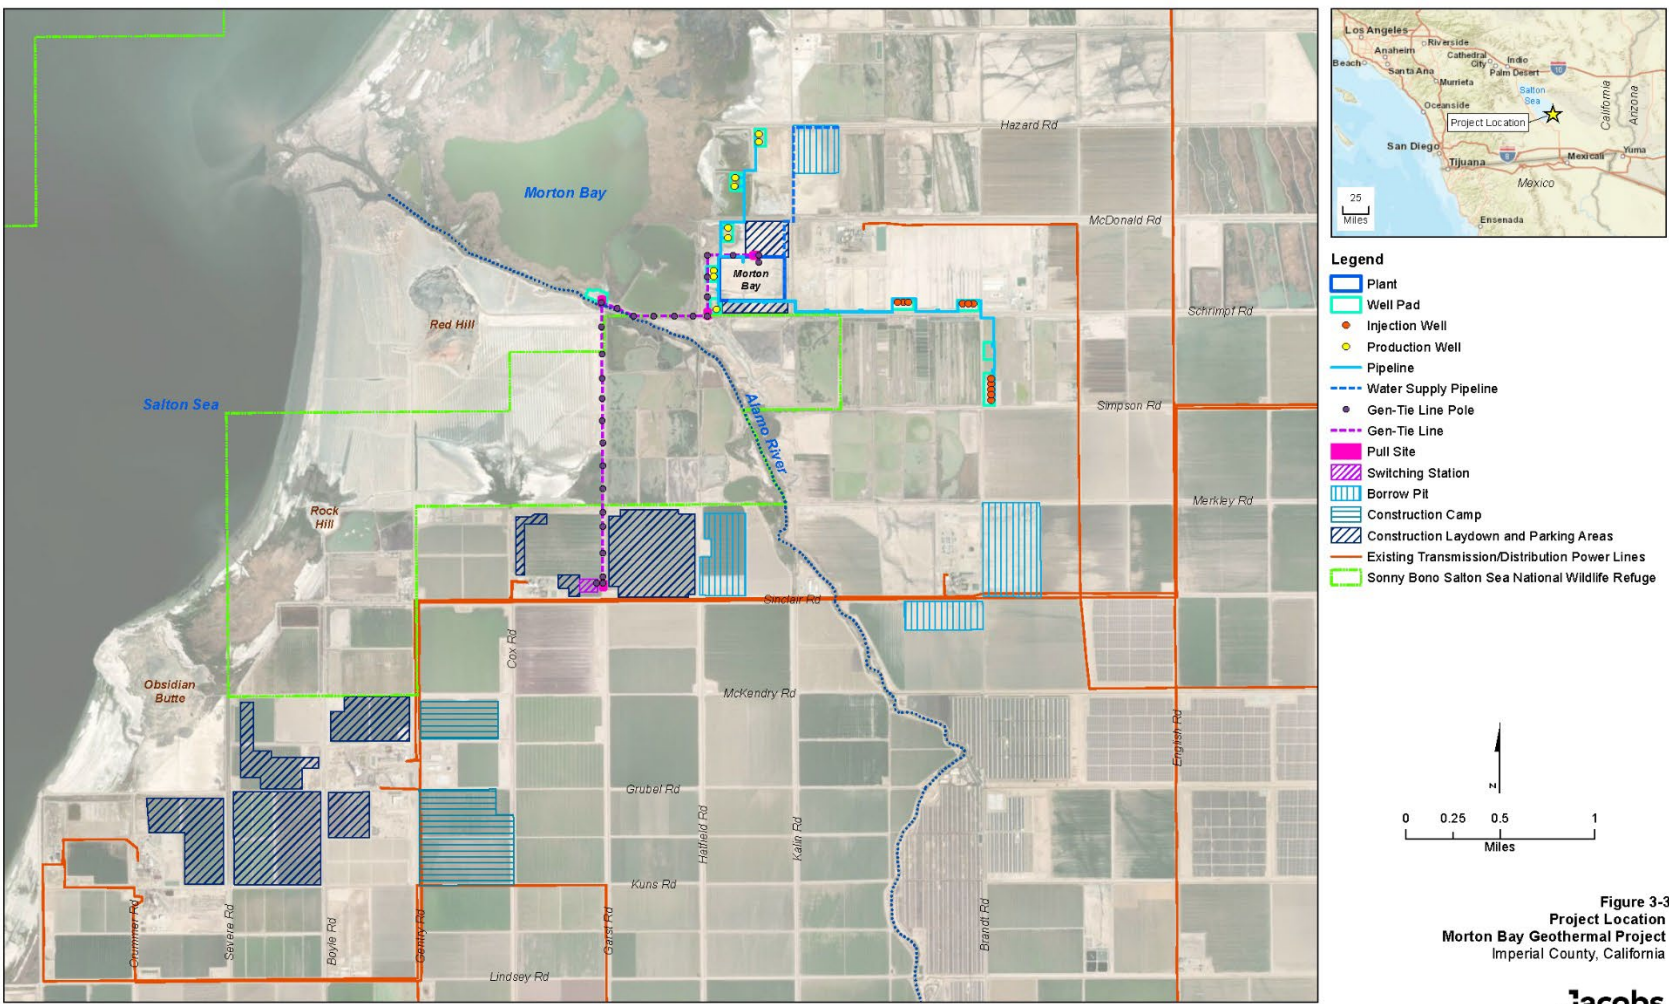 Hazard Rd
Morton Bay
McDonald Rd
Morton
Bay
Red Hill
Schrimpf Rd
Salton Sea
Alamo River
Simpson Rd
Merkley Rd
Rock
Hill
Sinclair Rd
Cox Rd
Obsidian
Butte
McKendry Rd
English Rd
Grubel Rd
Hatfield Rd
Kalin Rd
Kuns Rd
Crummer Rd
Severe Rd
Boyle Rd
Gentry Rd
Garst Rd
Brandt Rd
Lindsey Rd
Los Angeles
Riverside
Anaheim
Cathedral
City
Indio
10
Beach
Santa Ana
Palm Desert
Murrieta
Salton
Sea
California
Arizona
Oceanside
Project Location
San Diego
8
Tijuana
Mexicali
Yuma
Mexico
25
Miles
Ensenada
Legend
Plant
Well Pad
Injection Well
Production Well
Pipeline
Water Supply Pipeline
Gen-Tie Line Pole
Gen-Tie Line
Pull Site
Switching Station
Borrow Pit
Construction Camp
Construction Laydown and Parking Areas
Existing Transmission/Distribution Power Lines
Sonny Bono Salton Sea National Wildlife Refuge
N
0 0.25 0.5 1
Miles
Figure 3-3
Project Location
Morton Bay Geothermal Project
Imperial County, California
Jacobs